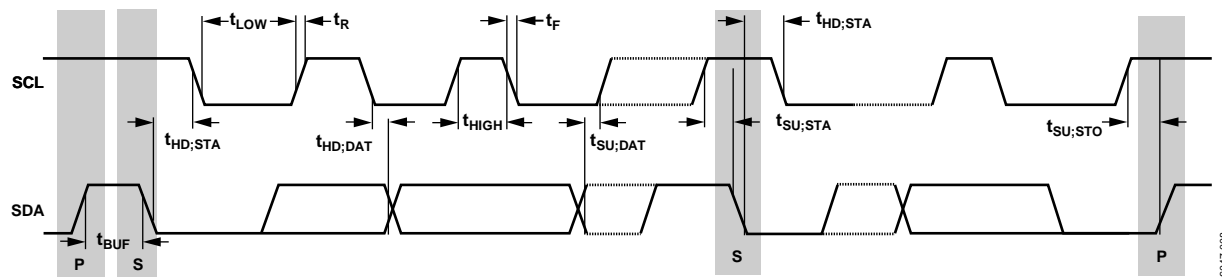 tLOW
tR
tF
tHD;STA
SCL
tHD;STA
tHD;DAT
tHIGH
tSU;DAT
tSU;STA
tSU;STO
SDA
tBUF
P
S
S
P